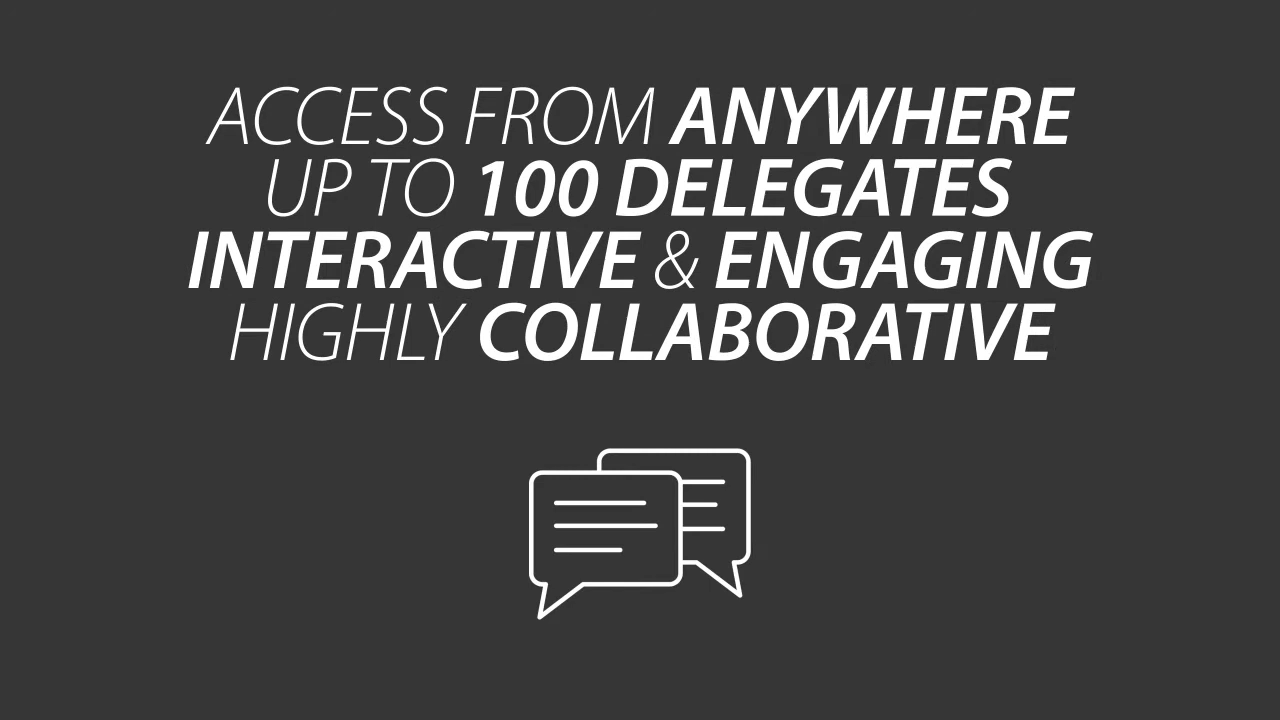 ACCESS FROM ANYWHERE
UP TO 100 DELEGATES
INTERACTIVE & ENGAGING
HIGHLY COLLABORATIVE